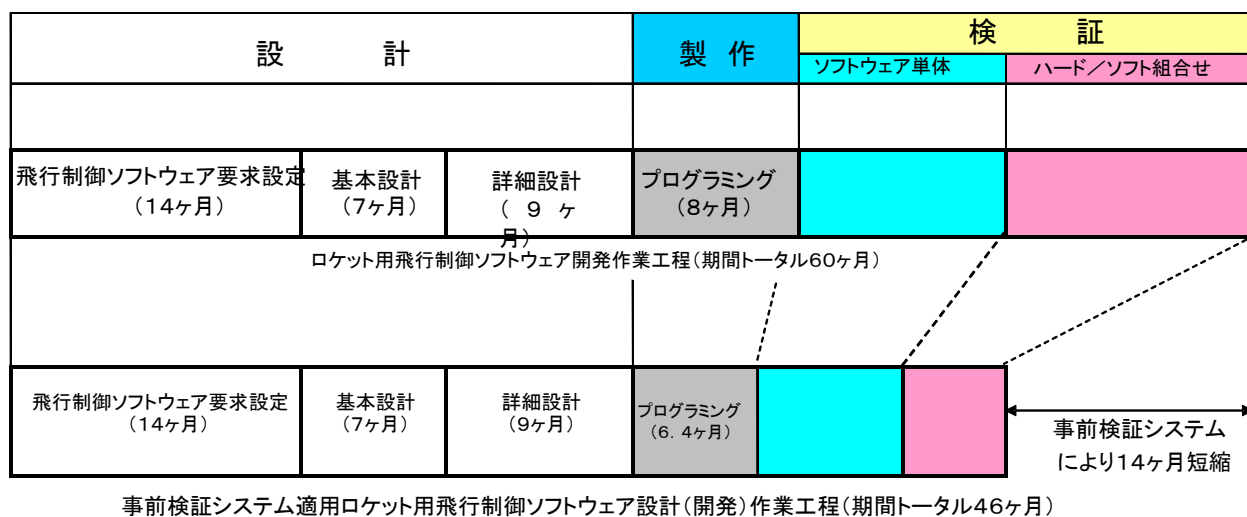 設 計
製 作
検 証
ソフトウェア単体
ハード／ソフト組合せ
飛行制御ソフトウェア要求設定
（14ヶ月）
基本設計
（7ヶ月）
詳細設計
（ 9 ヶ
月）
プログラミング
（8ヶ月）
ロケット用飛行制御ソフトウェア開発作業工程（期間トータル60ヶ月）
飛行制御ソフトウェア要求設定
（14ヶ月）
基本設計
（7ヶ月）
詳細設計
（9ヶ月）
プログラミング
（6．4ヶ月）
事前検証システム
により14ヶ月短縮
事前検証システム適用ロケット用飛行制御ソフトウェア設計（開発）作業工程（期間トータル46ヶ月）